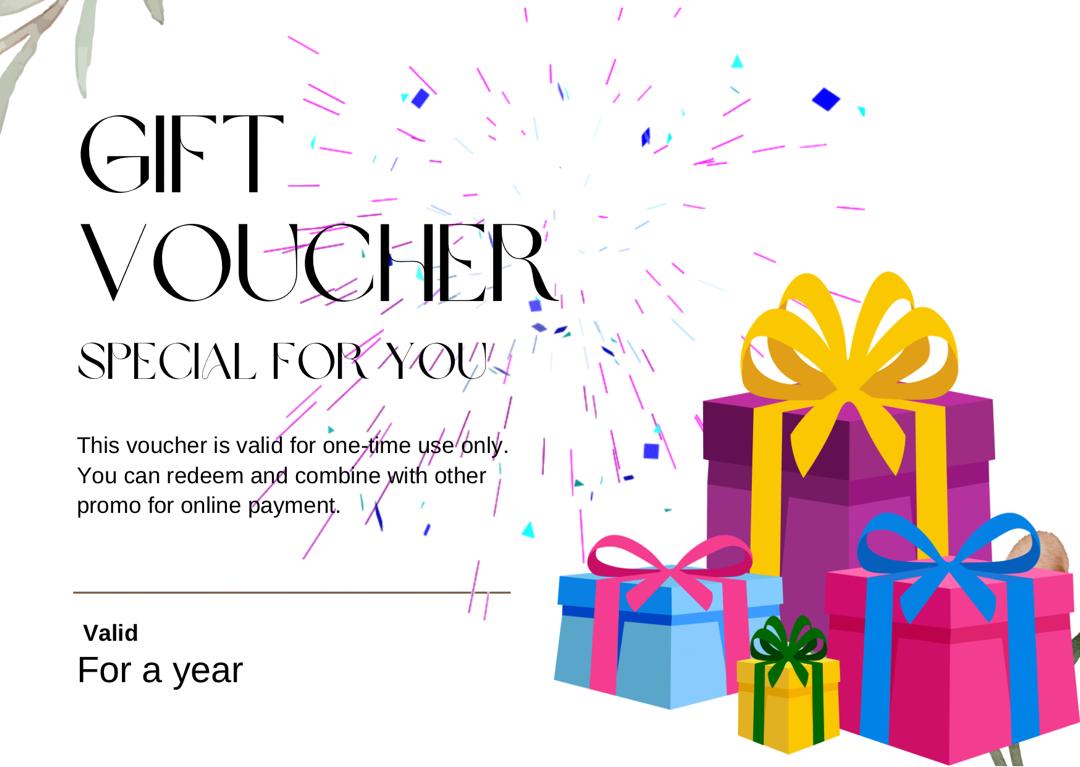 GIFT
VOUCHER
SPECIAL FOR YOU
This voucher is valid for one-time use only.
You can redeem and combine with other
promo for online payment.
Valid
For a year